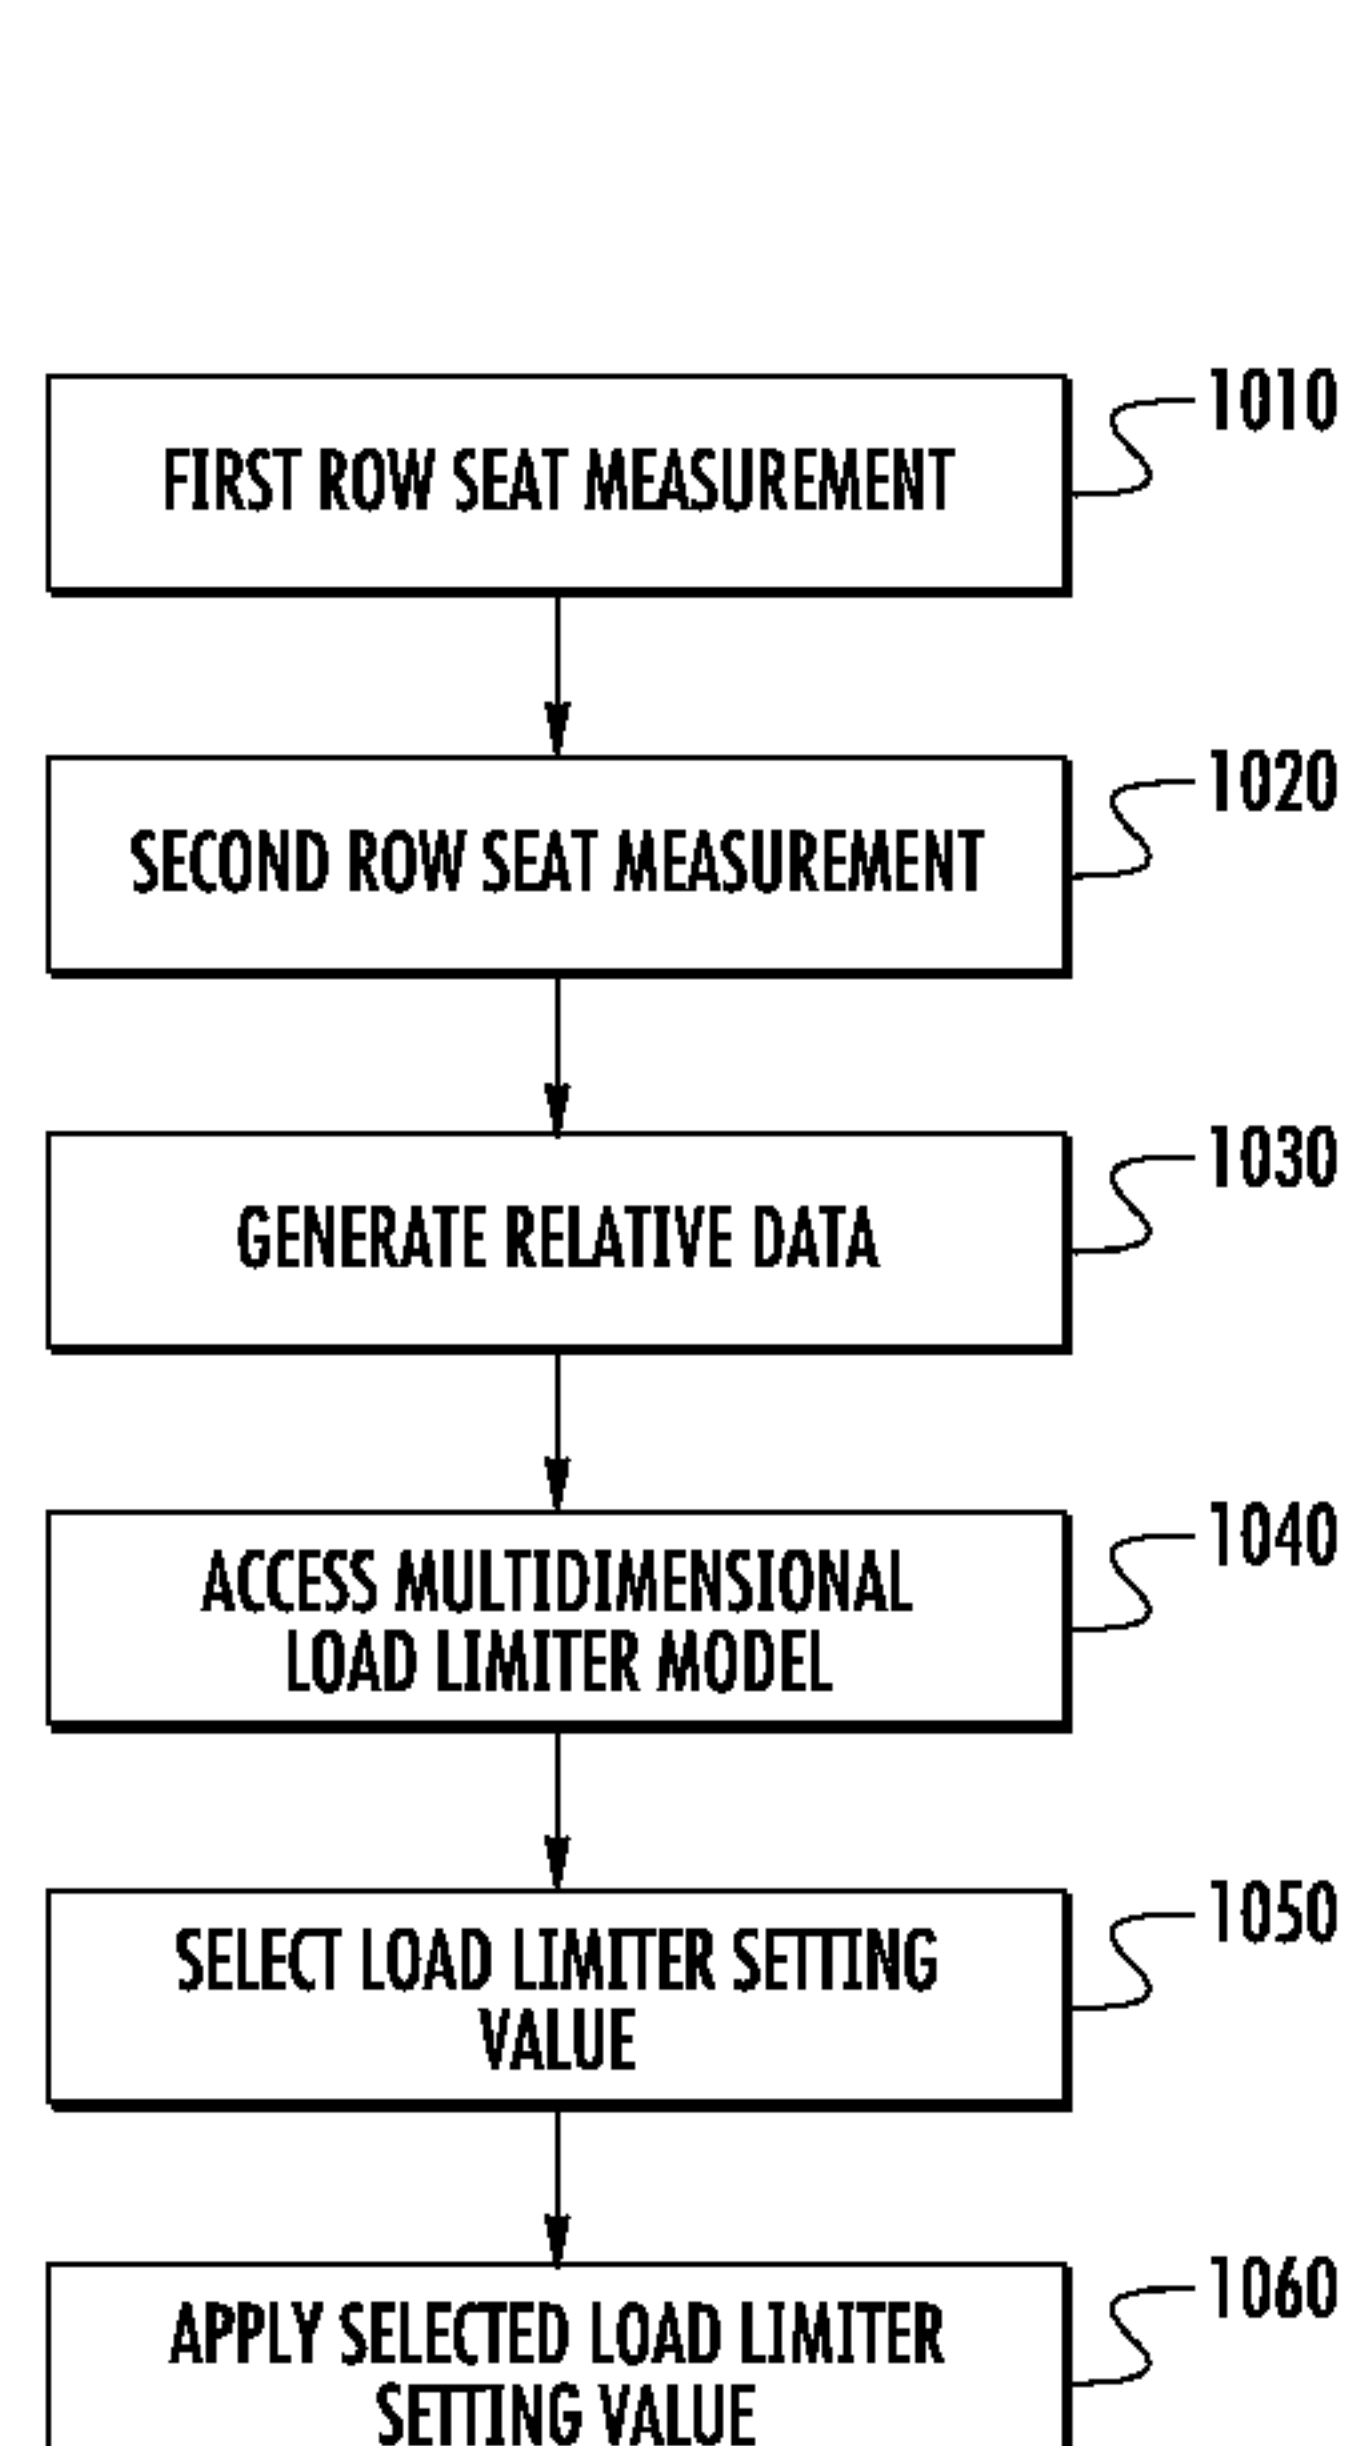 1010
FIRST ROW SEAT MEASUREMENT
1020
SECOND ROW SEAT MEASUREMENT
1030
GENERATE RELATIVE DATA
1040
ACCESS MULTIDIMENSIONAL
LOAD LIMITER MODEL
1050
SELECT LOAD LIMITER SETTING
VALUE
1060
APPLY SELECTED LOAD LIMITER
SETTING VALUE